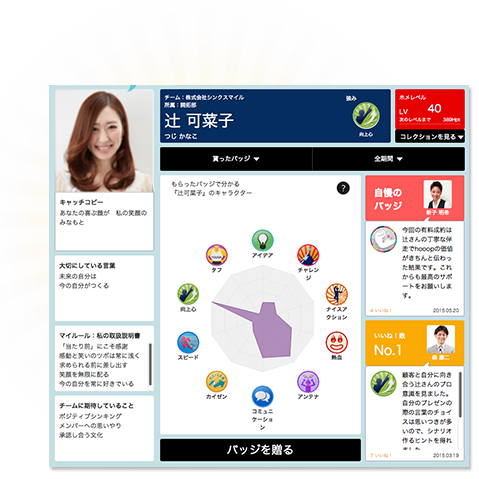 チーム：株式会社シンクスマイル
所属：開拓部
辻 可菜子
つじ かなこ
強み
向上心
ホメレベル
LV 40
次のレベルまで 389Hpt
コレクションを見る
貰ったバッジ
全期間
キャッチコピー
あなたの喜ぶ顔が 私の笑顔の
みなもと
大切にしている言葉
未来の自分は
今の自分がつくる
マイルール：私の取扱説明書
「当たり前」にこそ感謝
感動と笑いのツボは常に浅く
求められる前に差し出す
笑顔を無限に配る
今の自分を常に好きでいる
チームに期待していること
ポジティブシンキング
メンバーへの思いやり
承認し合う文化
もらったバッジで分かる
「辻可菜子」のキャラクター
?
アイデア
チャレン
ジ
ナイスア
クション
熱血
アンテナ
コミュニ
ケーショ
ン
カイゼン
スピード
向上心
タフ
バッジを贈る
自慢の
バッジ
新子 明希
今回の有料成約は
辻さんの丁寧な伴
走でhooopの価値
がきちんと伝わっ
た結果です。これ
からも最高のサポ
ートをお願いしま
す。
4 いいね！
2015.05.20
いいね！数
No.1
顧客と自分に向き
合う辻さんのプロ
意識を見ました。
自分のプレゼンの
際の言葉のチョイ
スは思いつきが多
いので、シナリオ
作るヒントを得れ
ました
7 いいね！
2015.03.19